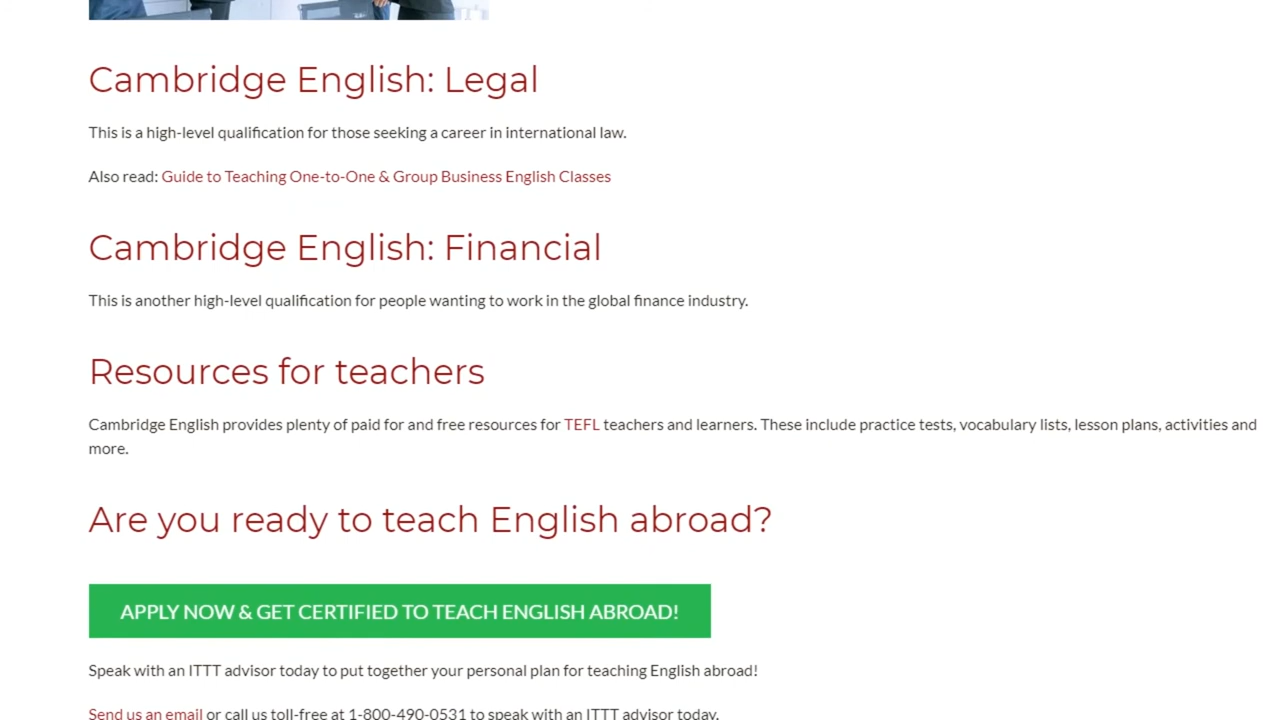 Cambridge English: Legal
This is a high-level qualification for those seeking a career in international law.
Also read: Guide to Teaching One-to-One & Group Business English Classes
Cambridge English: Financial
This is another high-level qualification for people wanting to work in the global finance industry.
Resources for teachers
Cambridge English provides plenty of paid for and free resources for TEFL teachers and learners. These include practice tests, vocabulary lists, lesson plans, activities and
more.
Are you ready to teach English abroad?
APPLY NOW & GET CERTIFIED TO TEACH ENGLISH ABROAD!
Speak with an ITTT advisor today to put together your personal plan for teaching English abroad!
Send us an email or call us toll-free at 1-800-490-0531 to speak with an ITTT advisor today.